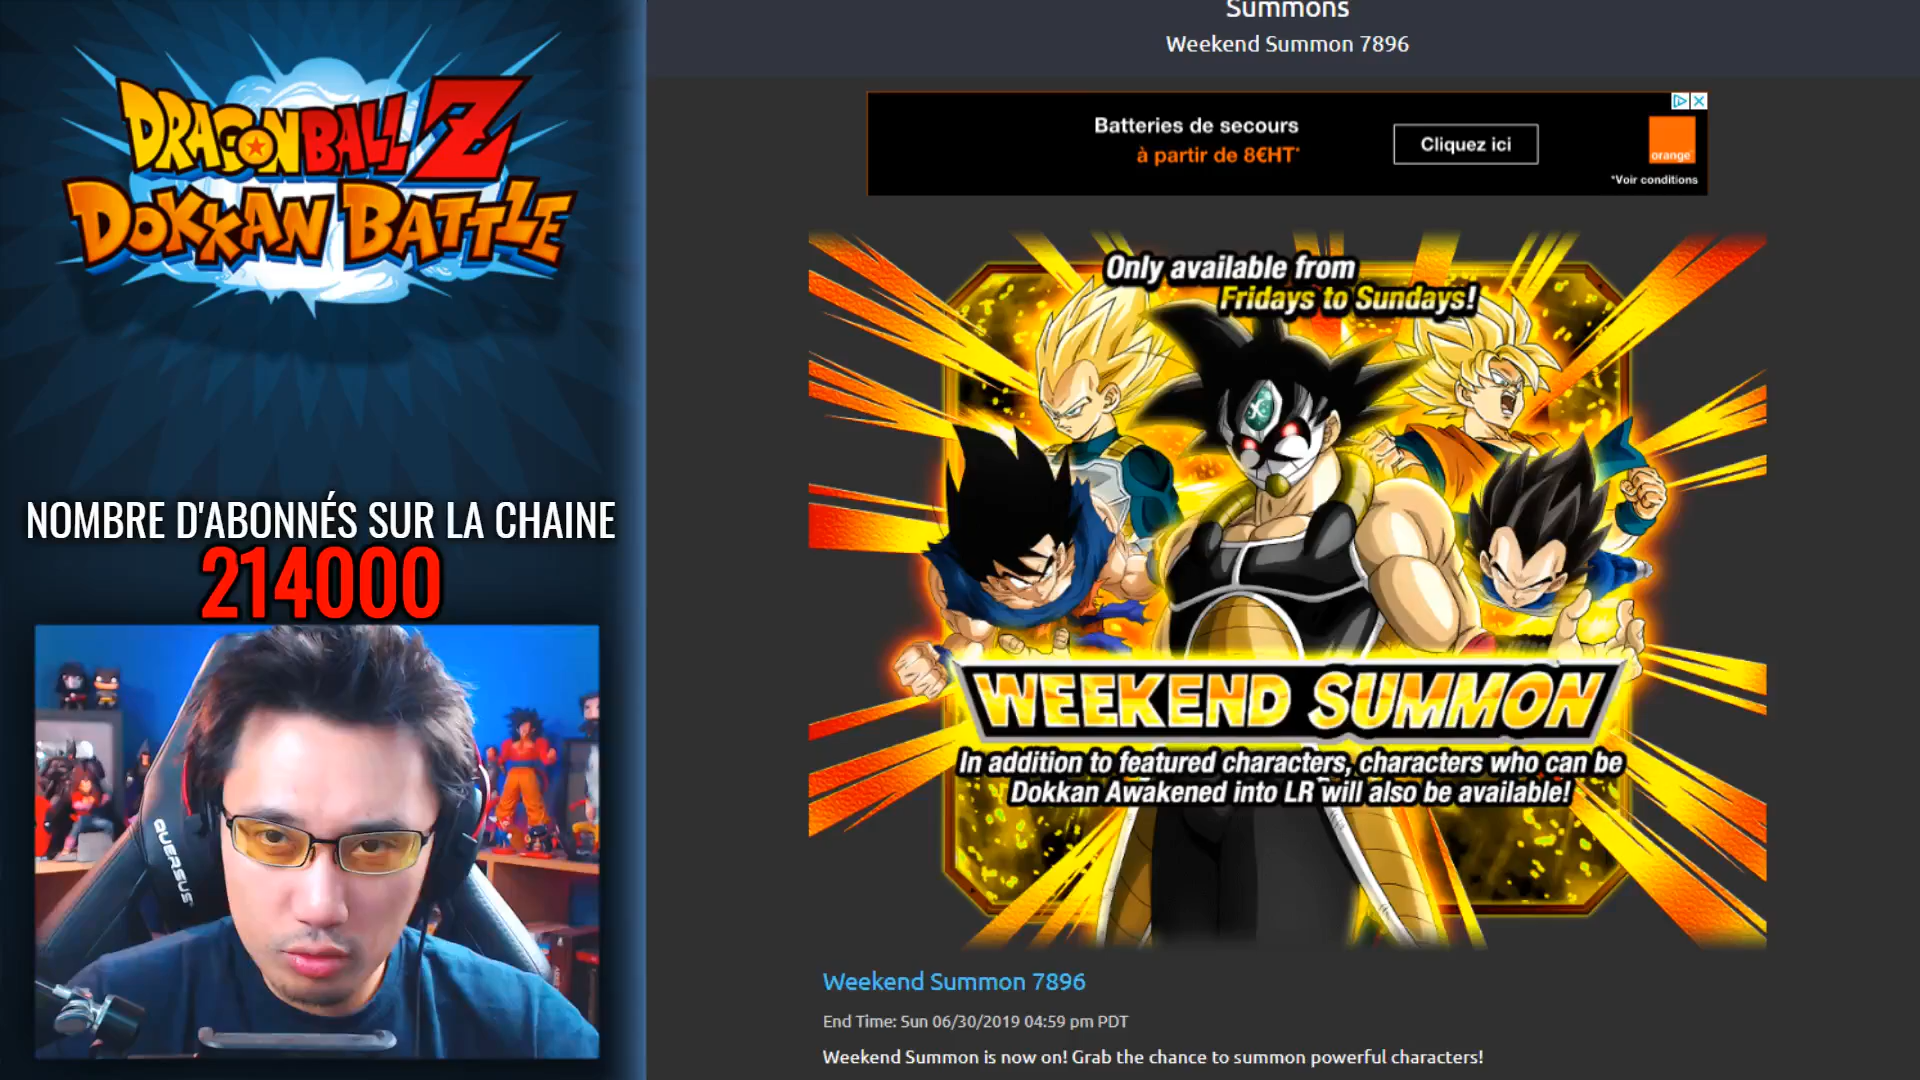 DRAGON BALL Z
DOKKAN BATTLE
NOMBRE D'ABONNÉS SUR LA CHAINE
214000
QUERSUS
Summons
Weekend Summon 7896
Batteries de secours
à partir de 8€HT*
Cliquez ici
orange
*Voir conditions
Only available from
Fridays to Sundays!
WEEKEND SUMMON
In addition to featured characters, characters who can be
Dokkan Awakened into LR will also be available!
Weekend Summon 7896
End Time: Sun 06/30/2019 04:59 pm PDT
Weekend Summon is now on! Grab the chance to summon powerful characters!